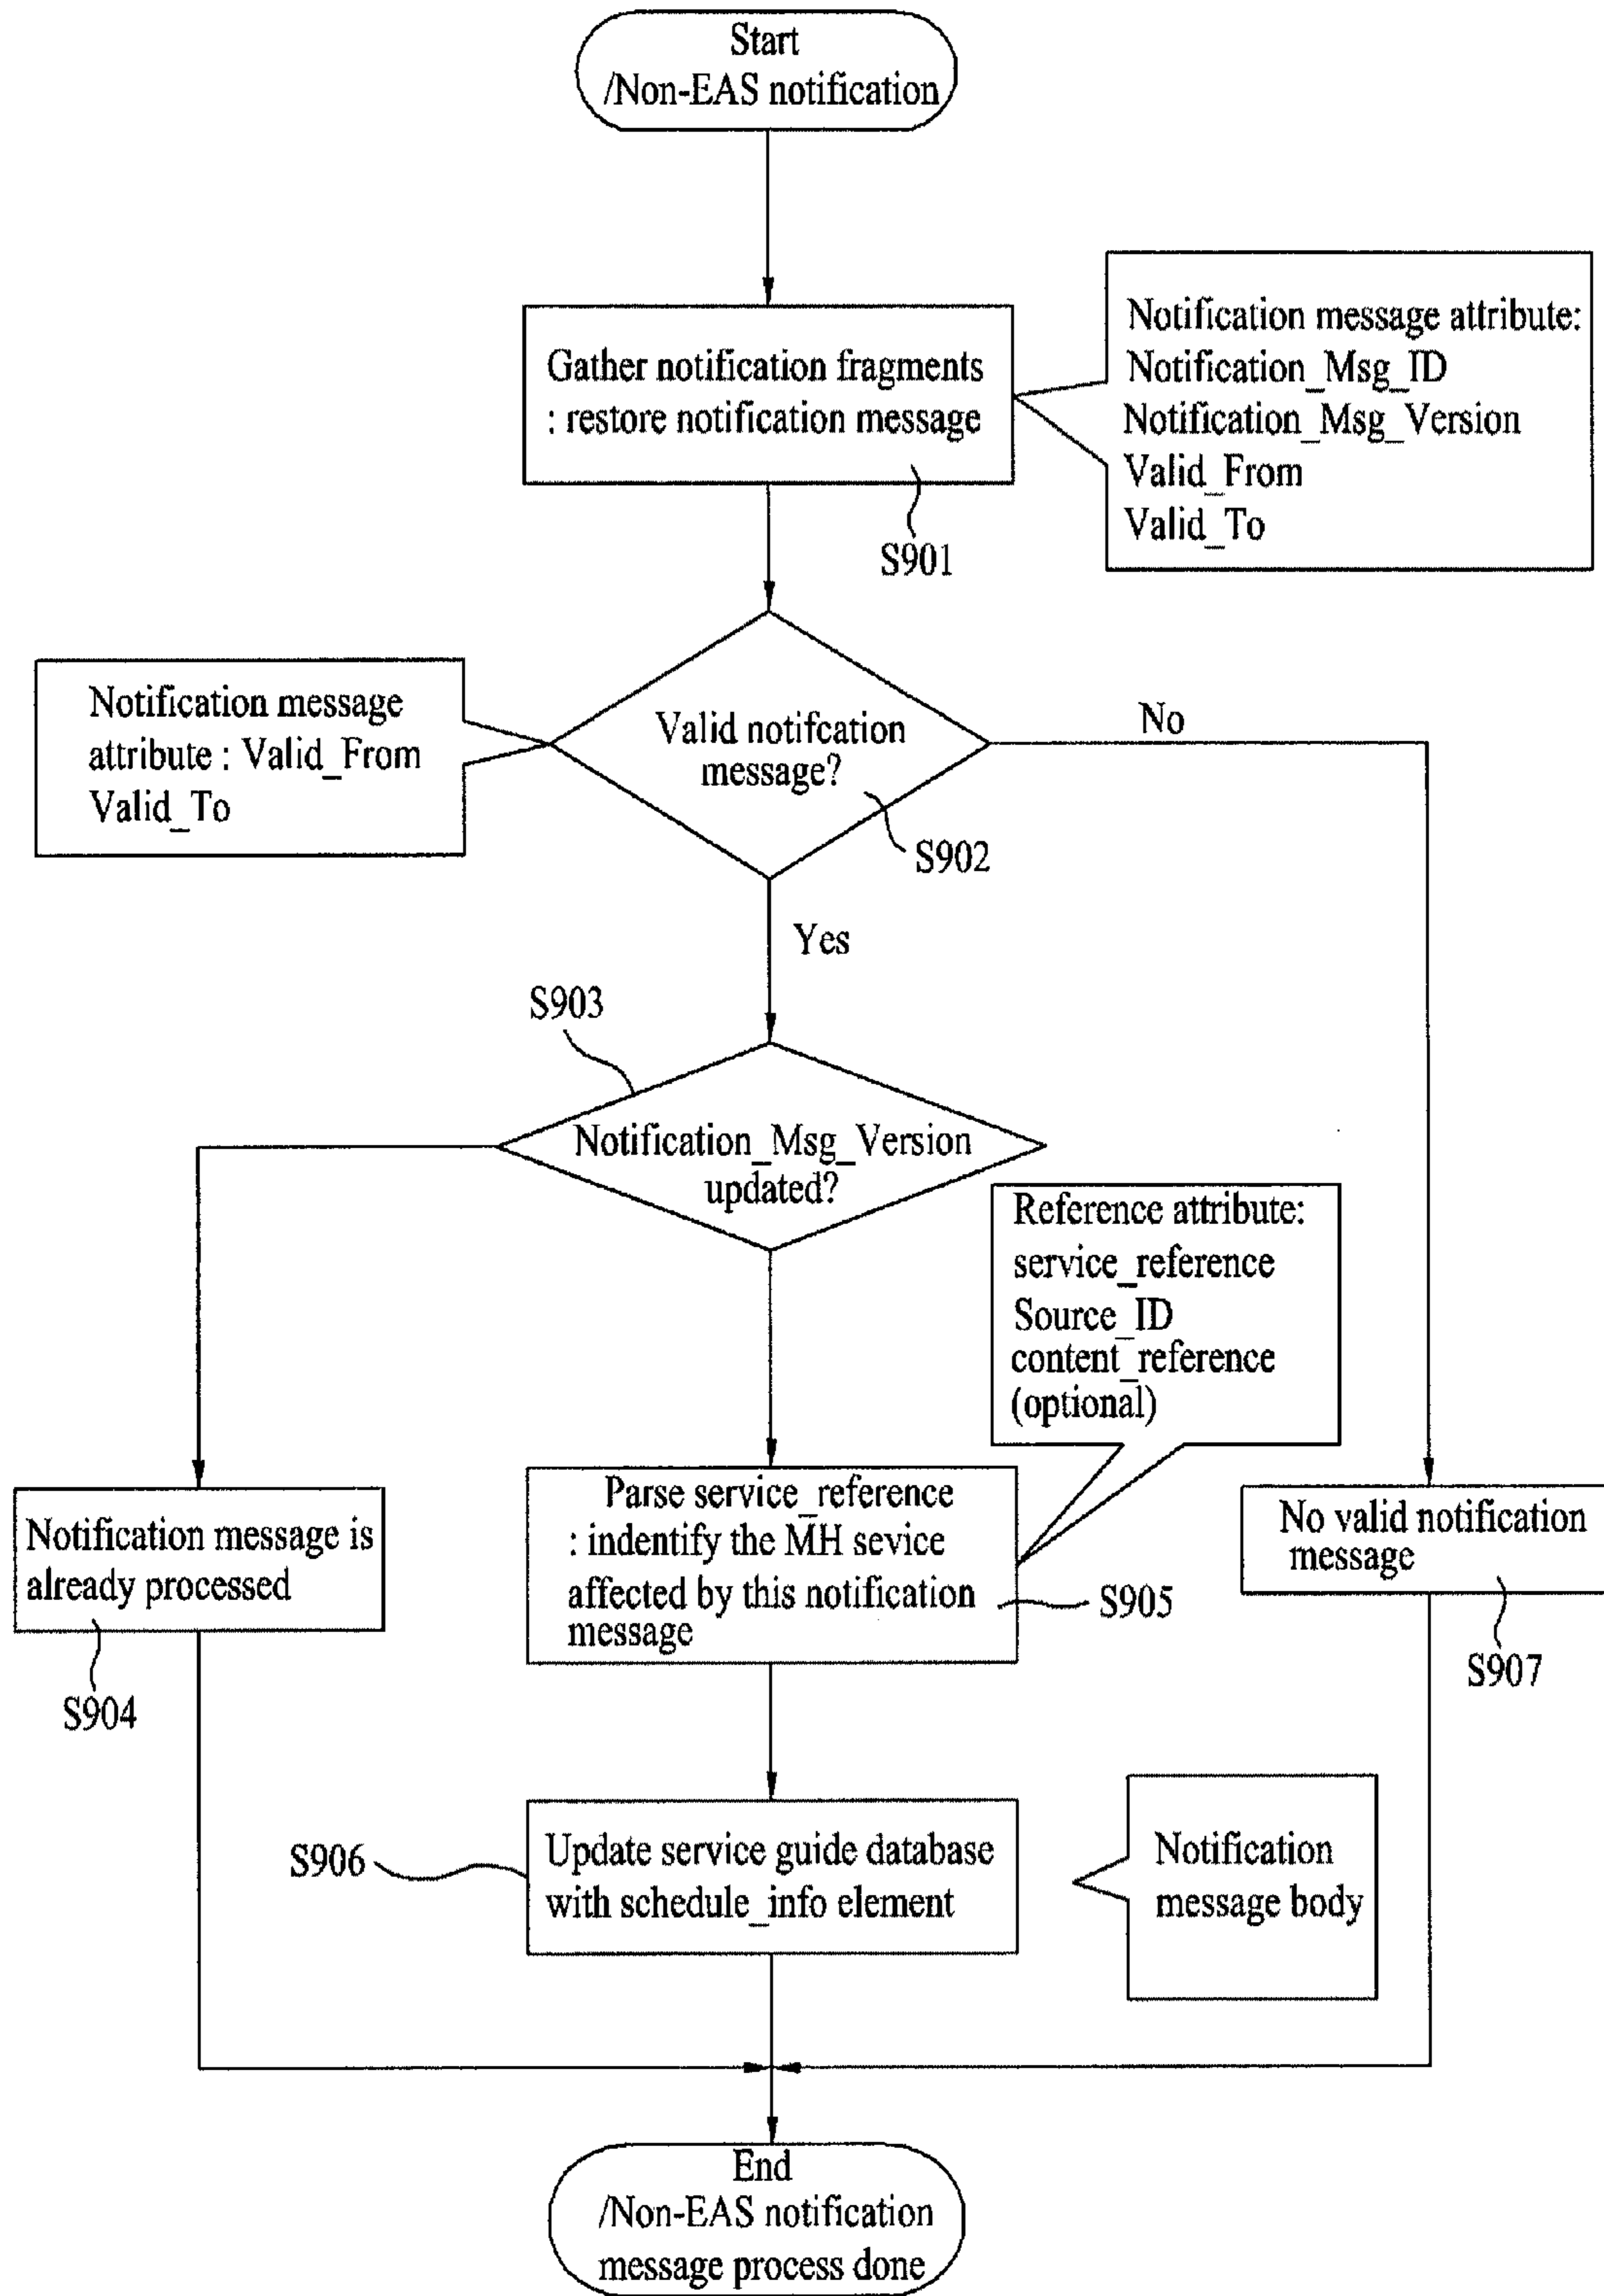 Start
/Non-EAS notification
Gather notification fragments
: restore notification message
S901
Notification message attribute:
Notification_Msg_ID
Notification_Msg_Version
Valid_From
Valid_To
Notification message
attribute : Valid_From
Valid_To
Valid notifcation
message?
S902
No
Yes
S903
Notification_Msg_Version
updated?
Reference attribute:
service_reference
Source_ID
content_reference
(optional)
Notification message is
already processed
S904
Parse service_reference
: indentify the MH sevice
affected by this notification
message
S905
No valid notification
message
S907
S906
Update service guide database
with schedule_info element
Notification
message body
End
/Non-EAS notification
message process done